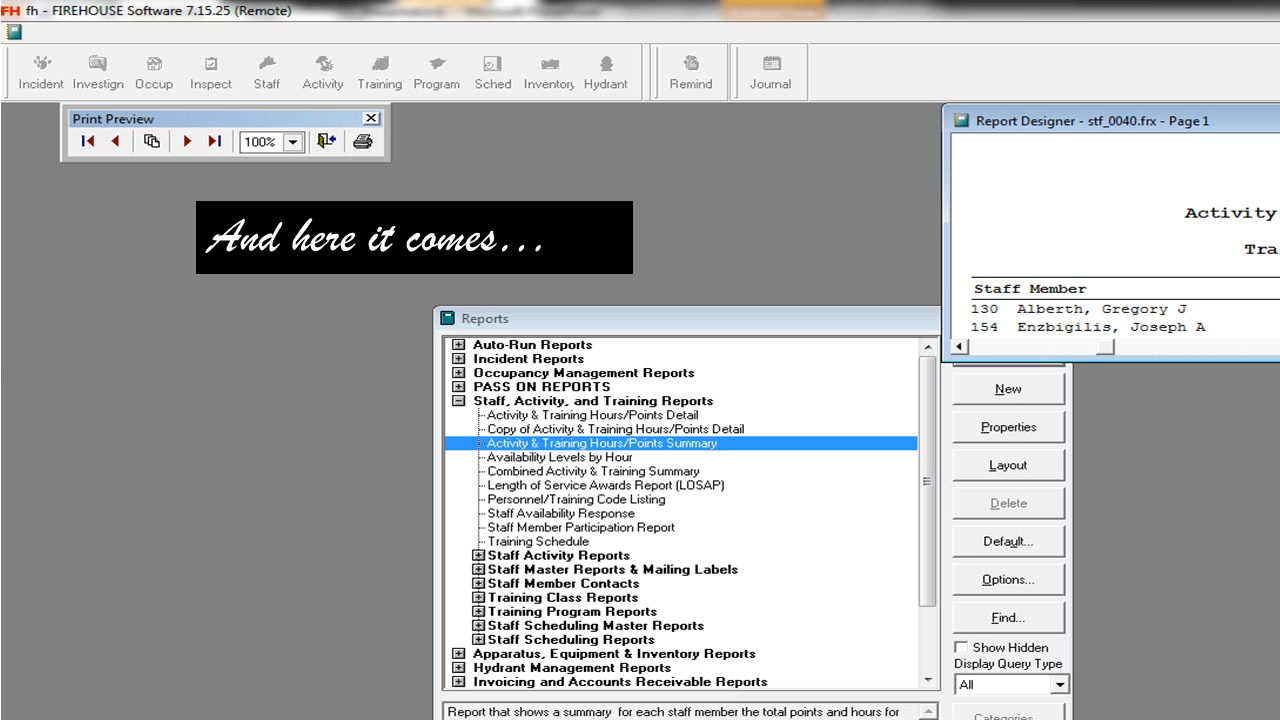 fh - FIREHOUSE Software 7.15.25 (Remote)
Incident Investign Occup Inspect Staff Activity Training Program Sched Inventory Hydrant Remind Journal
Print Preview
100%
And here it comes...
Report Designer - stf_0040.frx - Page 1
Activity
Tra
Staff Member
130 Alberth, Gregory J
154 Enzbigilis, Joseph A
Reports
Auto-Run Reports
Incident Reports
Occupancy Management Reports
PASS ON REPORTS
Staff, Activity, and Training Reports
Activity & Training Hours/Points Detail
Copy of Activity & Training Hours/Points Detail
Activity & Training Hours/Points Summary
Availability Levels by Hour
Combined Activity & Training Summary
Length of Service Awards Report (LOSAP)
Personnel/Training Code Listing
Staff Availability Response
Staff Member Participation Report
Training Schedule
Staff Activity Reports
Staff Master Reports & Mailing Labels
Staff Member Contacts
Training Class Reports
Training Program Reports
Staff Scheduling Master Reports
Staff Scheduling Reports
Apparatus, Equipment & Inventory Reports
Hydrant Management Reports
Invoicing and Accounts Receivable Reports
New
Properties
Layout
Delete
Default...
Options...
Find...
Show Hidden
Display Query Type
All
Categories
Report that shows a summary for each staff member the total points and hours for